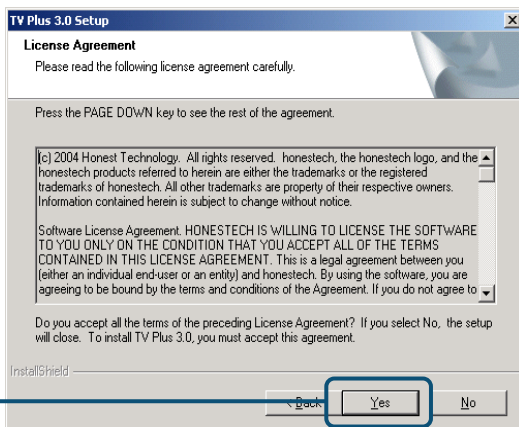 TV Plus 3.0 Setup
License Agreement
Please read the following license agreement carefully.
Press the PAGE DOWN key to see the rest of the agreement.
(c) 2004 Honest Technology. All rights reserved. honestech, the honestech logo, and the
honestech products referred to herein are either the trademarks or the registered
trademarks of honestech. All other trademarks are property of their respective owners.
Information contained herein is subject to change without notice.
Software License Agreement. HONESTECH IS WILLING TO LICENSE THE SOFTWARE
TO YOU ONLY ON THE CONDITION THAT YOU ACCEPT ALL OF THE TERMS
CONTAINED IN THIS LICENSE AGREEMENT. This is a legal agreement between you
(either an individual end-user or an entity) and honestech. By using the software, you are
agreeing to be bound by the terms and conditions of the Agreement. If you do not agree to
Do you accept all the terms of the preceding License Agreement? If you select No, the setup
will close. To install TV Plus 3.0, you must accept this agreement.
InstallShield
< Back Yes No